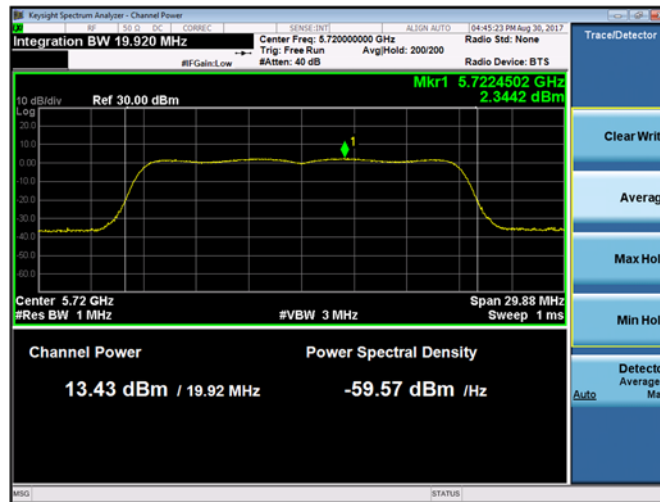 Keysight Spectrum Analyzer - Channel Power
RF 50 Ω DC CORREC SENSE:INT ALIGN AUTO 04:45:23 PM Aug 30, 2017
Integration BW 19.920 MHz
Center Freq: 5.720000000 GHz
Radio Std: None
Trig: Free Run Avg|Hold: 200/200
#IFGain:Low
#Atten: 40 dB
Radio Device: BTS
Mkr1 5.7224502 GHz
2.3442 dBm
10 dB/div Ref 30.00 dBm
Log
20.0
10.0
0.00
-10.0
-20.0
-30.0
-40.0
-50.0
-60.0
1
Center 5.72 GHz
Span 29.88 MHz
#Res BW 1 MHz
#VBW 3 MHz
Sweep 1 ms
Channel Power
Power Spectral Density
13.43 dBm / 19.92 MHz
-59.57 dBm /Hz
MSG
STATUS
Trace/Detector
Clear Writ
Averag
Max Hol
Min Hol
Detecto
Average
Auto Ma